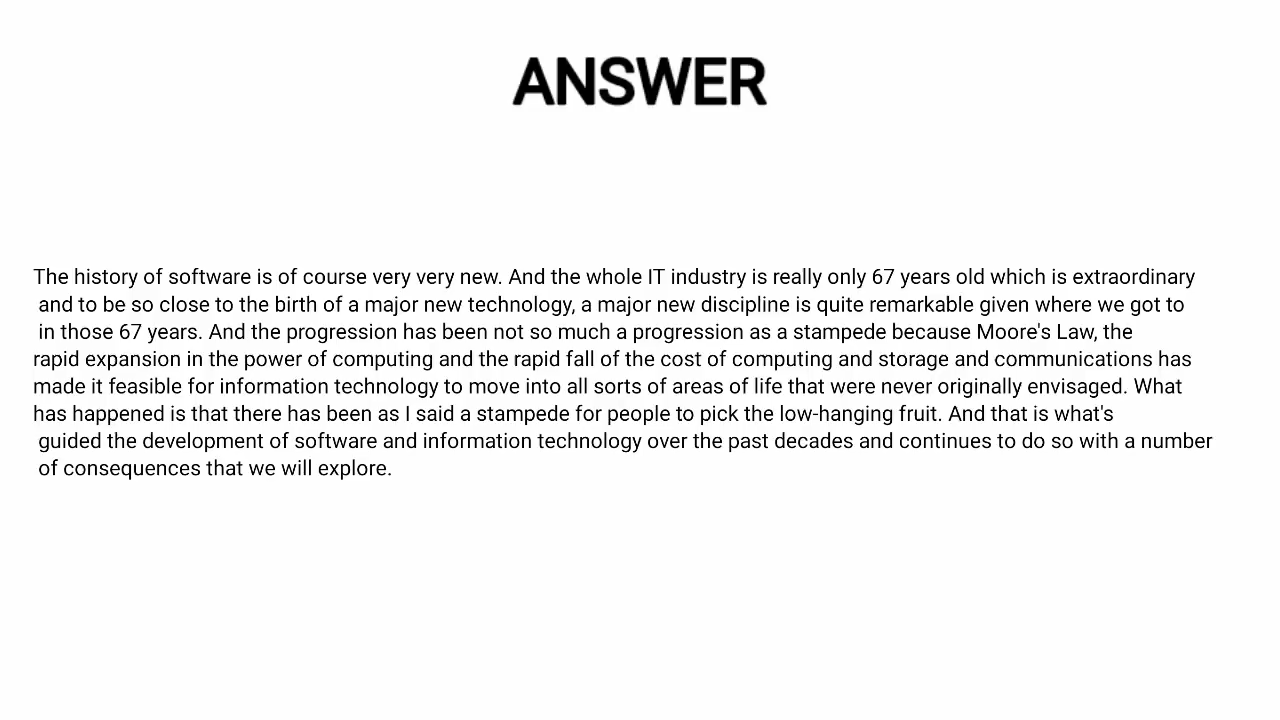 ANSWER
The history of software is of course very very new. And the whole IT industry is really only 67 years old which is extraordinary
and to be so close to the birth of a major new technology, a major new discipline is quite remarkable given where we got to
in those 67 years. And the progression has been not so much a progression as a stampede because Moore's Law, the
rapid expansion in the power of computing and the rapid fall of the cost of computing and storage and communications has
made it feasible for information technology to move into all sorts of areas of life that were never originally envisaged. What
has happened is that there has been as I said a stampede for people to pick the low-hanging fruit. And that is what's
guided the development of software and information technology over the past decades and continues to do so with a number
of consequences that we will explore.